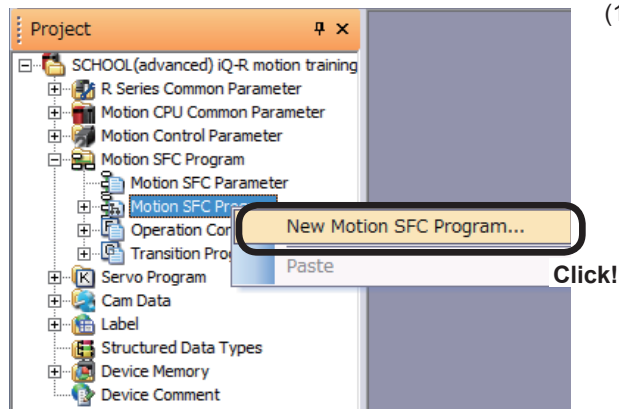 Project
(1
SCHOOL(advanced) iQ-R motion training
R Series Common Parameter
Motion CPU Common Parameter
Motion Control Parameter
Motion SFC Program
Motion SFC Parameter
Motion SFC Prog
New Motion SFC Program...
Operation Cor
Transition Prog
Paste
Click!
Servo Program
Cam Data
Label
Structured Data Types
Device Memory
Device Comment